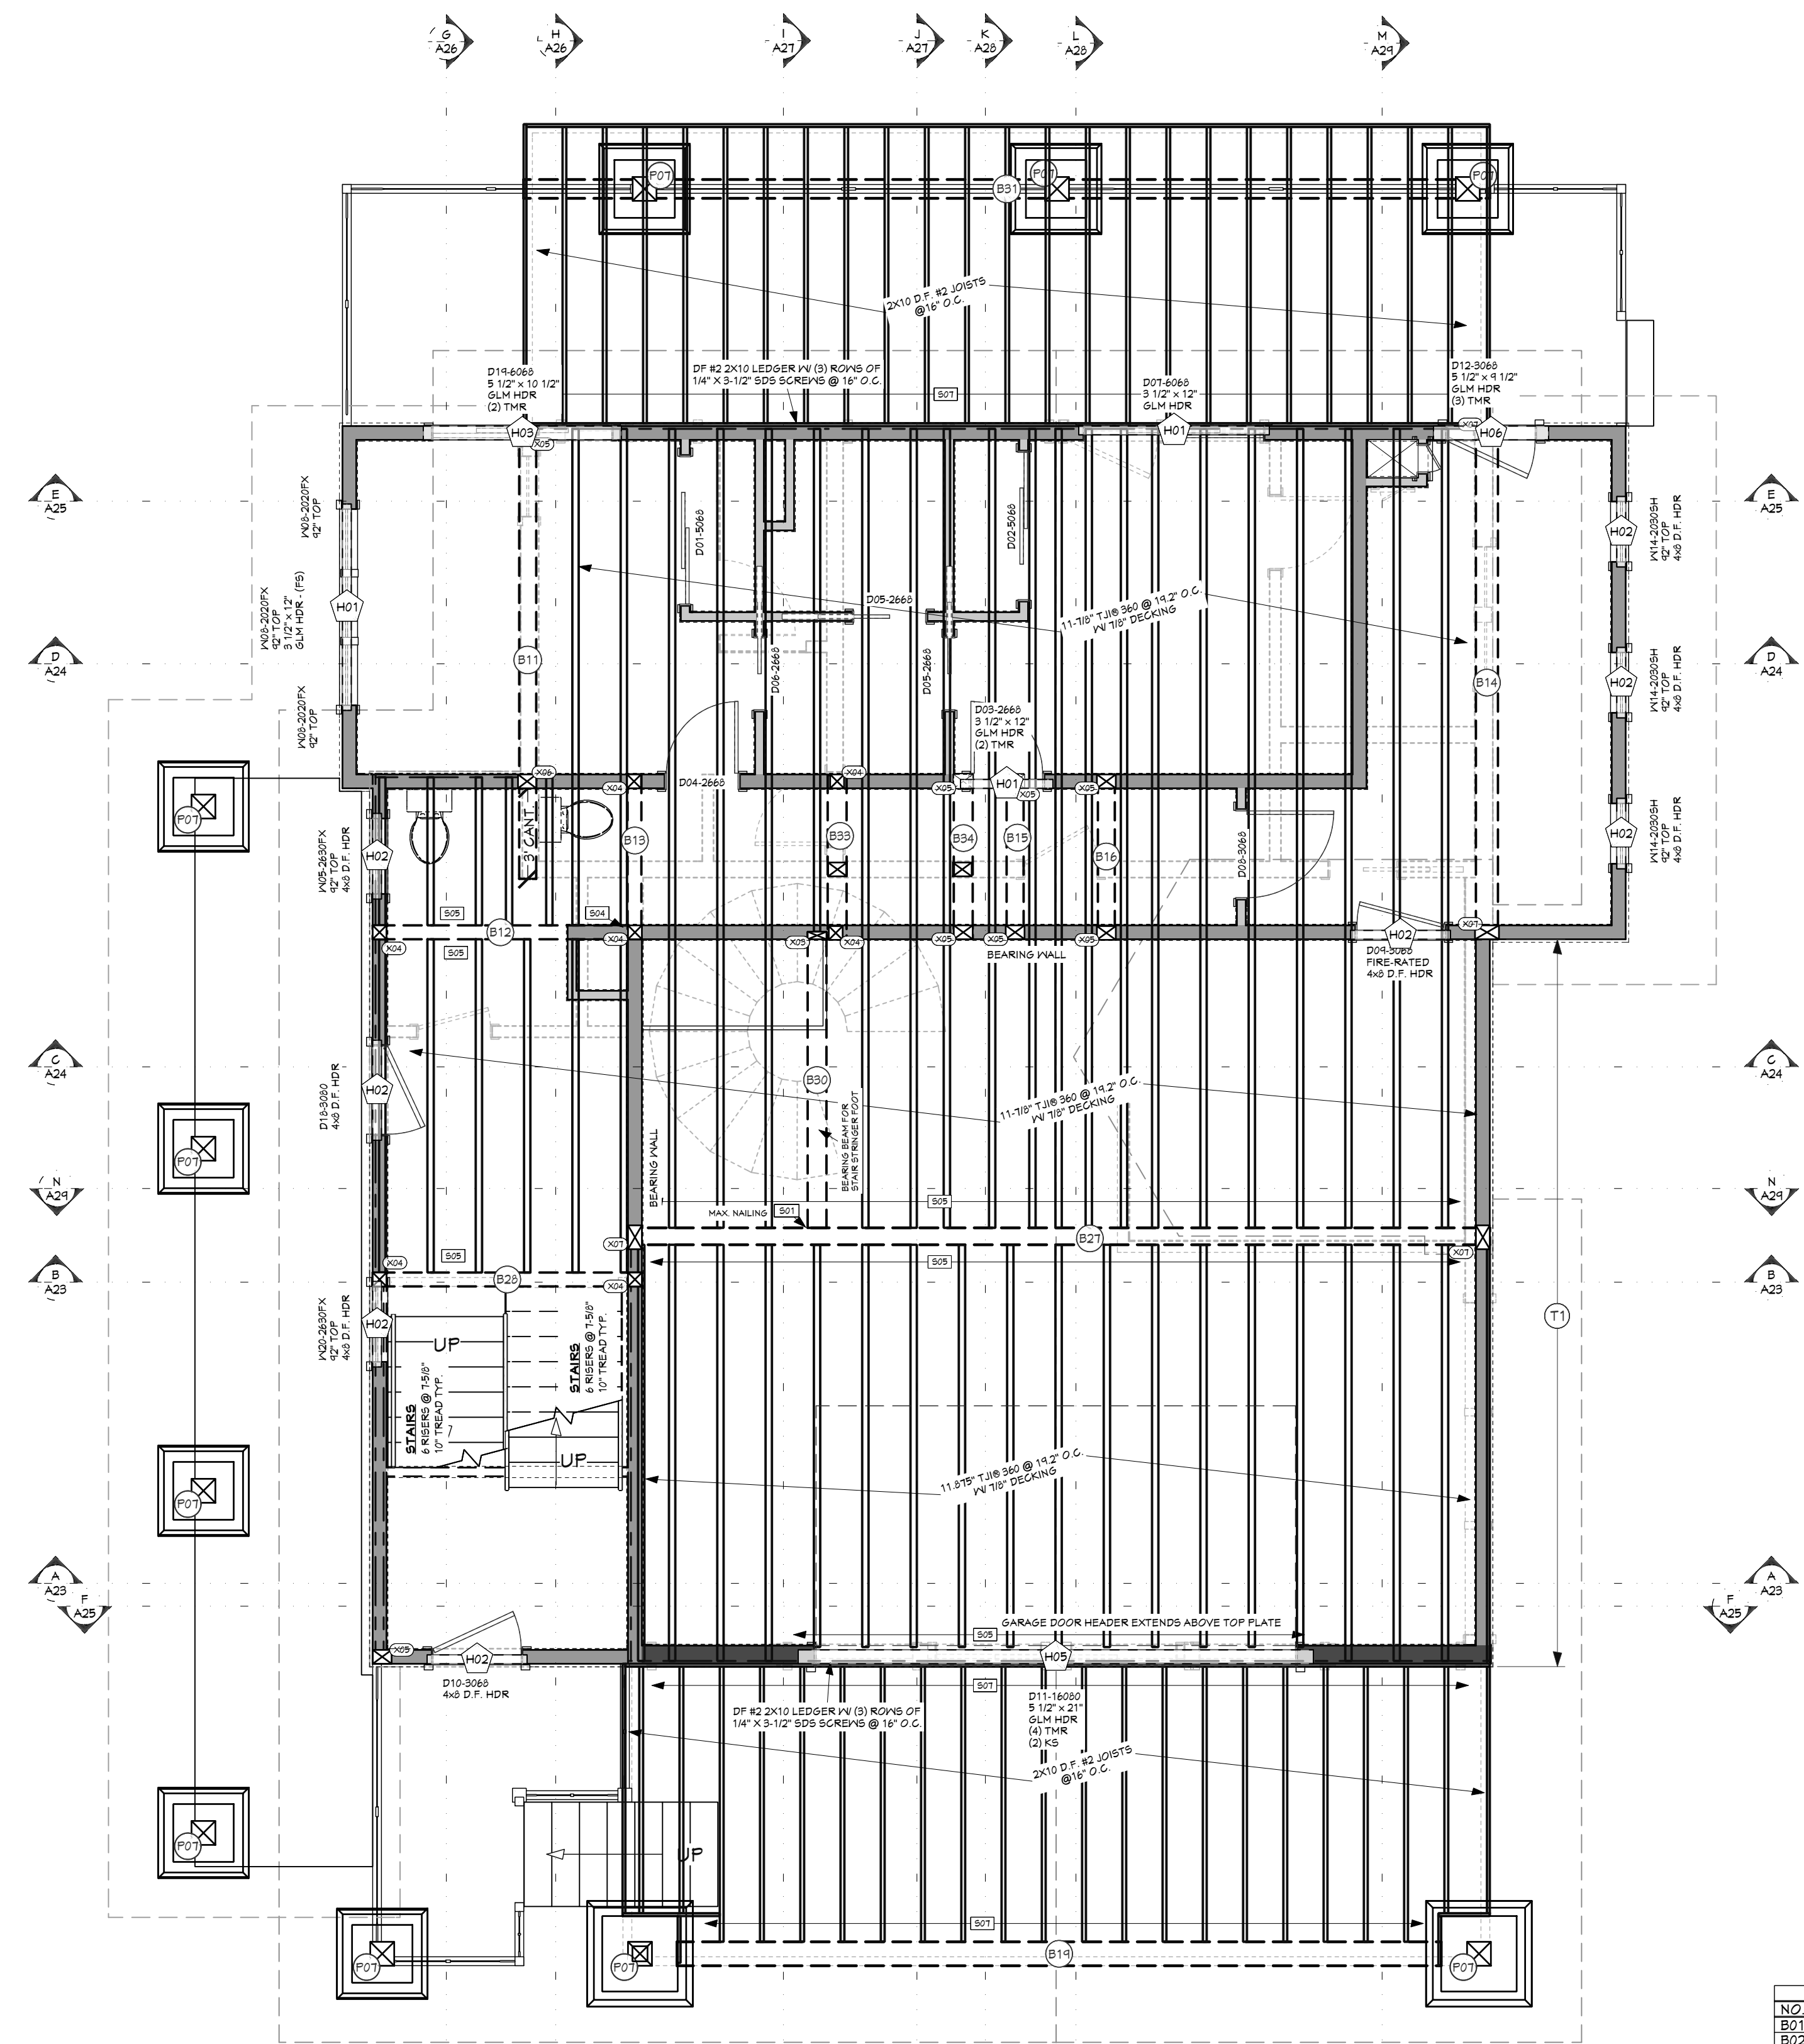 G
A26
H
A26
I
A27
J
A27
K
A28
L
A28
M
A29
P07
P07
P07
B31
2X10 D.F. #2 JOISTS
@16" O.C.
D19-6068
5 1/2" x 10 1/2"
GLM HDR
(2) TMR
DF #2 2X10 LEDGER W/ (3) ROWS OF
1/4" X 3-1/2" SDS SCREWS @ 16" O.C.
S07
D07-6068
3 1/2" x 12"
GLM HDR
D12-3068
5 1/2" x 9 1/2"
GLM HDR
(3) TMR
H03
X05
H01
X07
H06
E
A25
E
A25
W08-2020FX
92" TOP
D01-5068
D02-5068
H02
W14-2030SH
92" TOP
4x8 D.F. HDR
H01
W08-2020FX
92" TOP
3 1/2" x 12"
GLM HDR - (FS)
D05-2668
11-7/8" TJI® 360 @ 19.2" O.C.
W/ 7/8" DECKING
D
A24
D
A24
B11
D06-2668
D05-2668
B14
H02
W14-2030SH
92" TOP
4x8 D.F. HDR
W08-2020FX
92" TOP
D03-2668
3 1/2" x 12"
GLM HDR
(2) TMR
X06
X04
D04-2668
X04
X05
H01
X05
X05
P07
3' CANT
B13
B33
B34
B15
B16
H02
W14-2030SH
92" TOP
4x8 D.F. HDR
H02
W05-2630FX
92" TOP
4x8 D.F. HDR
D08-3068
S05
S04
B12
X04
S05
X04
X03
X04
X05
X05
X05
X07
H02
BEARING WALL
D09-3068
FIRE-RATED
4x8 D.F. HDR
C
A24
C
A24
H02
D18-3080
4x8 D.F. HDR
B30
11-7/8" TJI® 360 @ 19.2" O.C.
W/ 7/8" DECKING
P07
BEARING WALL
BEARING BEAM FOR
STAIR STRINGER FOOT
N
A29
N
A29
S05
MAX. NAILING
S01
X07
B27
X07
S05
X04
S05
S05
B28
X04
B
A23
B
A23
H02
W20-2630FX
92" TOP
4x8 D.F. HDR
T1
UP
STAIRS
6 RISERS @ 7-5/8"
10" TREAD TYP.
STAIRS
6 RISERS @ 7-5/8"
10" TREAD TYP.
UP
P07
11.875" TJI® 360 @ 19.2" O.C.
W/ 7/8" DECKING
A
A23
F
A25
A
A23
F
A25
GARAGE DOOR HEADER EXTENDS ABOVE TOP PLATE
S05
X05
H02
H05
D10-3068
4x8 D.F. HDR
S07
DF #2 2X10 LEDGER W/ (3) ROWS OF
1/4" X 3-1/2" SDS SCREWS @ 16" O.C.
D11-16080
5 1/2" x 21"
GLM HDR
(4) TMR
(2) KS
2X10 D.F. #2 JOISTS
@16" O.C.
P07
UP
S07
B19
P07
P07
P07
NO.
B01
B02